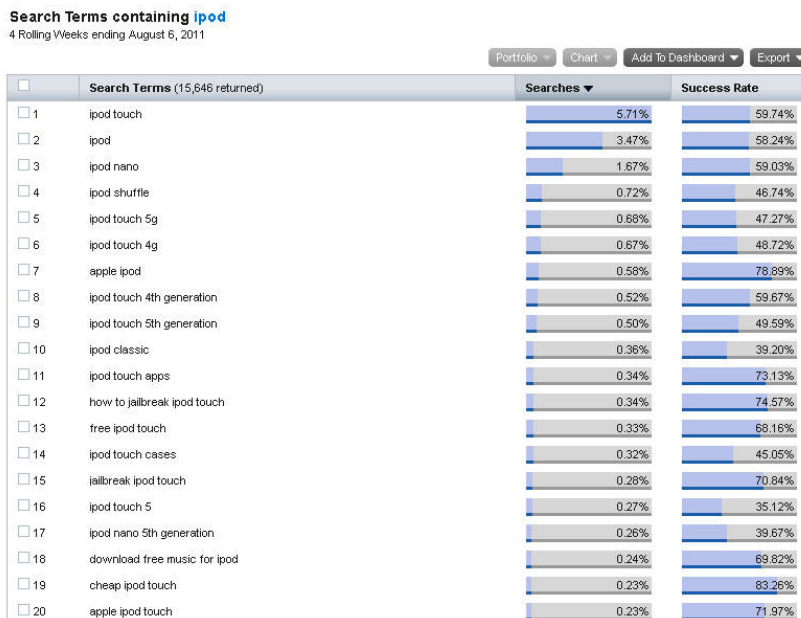 Search Terms containing ipod
4 Rolling Weeks ending August 6, 2011
Portfolio Chart Add To Dashboard Export
Search Terms (15,646 returned) Searches Success Rate
1 ipod touch 5.71% 59.74%
2 ipod 3.47% 58.24%
3 ipod nano 1.67% 59.03%
4 ipod shuffle 0.72% 46.74%
5 ipod touch 5g 0.68% 47.27%
6 ipod touch 4g 0.67% 48.72%
7 apple ipod 0.58% 78.89%
8 ipod touch 4th generation 0.52% 59.67%
9 ipod touch 5th generation 0.50% 49.59%
10 ipod classic 0.36% 39.20%
11 ipod touch apps 0.34% 73.13%
12 how to jailbreak ipod touch 0.34% 74.57%
13 free ipod touch 0.33% 68.16%
14 ipod touch cases 0.32% 45.05%
15 jailbreak ipod touch 0.28% 70.84%
16 ipod touch 5 0.27% 35.12%
17 ipod nano 5th generation 0.26% 39.67%
18 download free music for ipod 0.24% 69.82%
19 cheap ipod touch 0.23% 83.26%
20 apple ipod touch 0.23% 71.97%